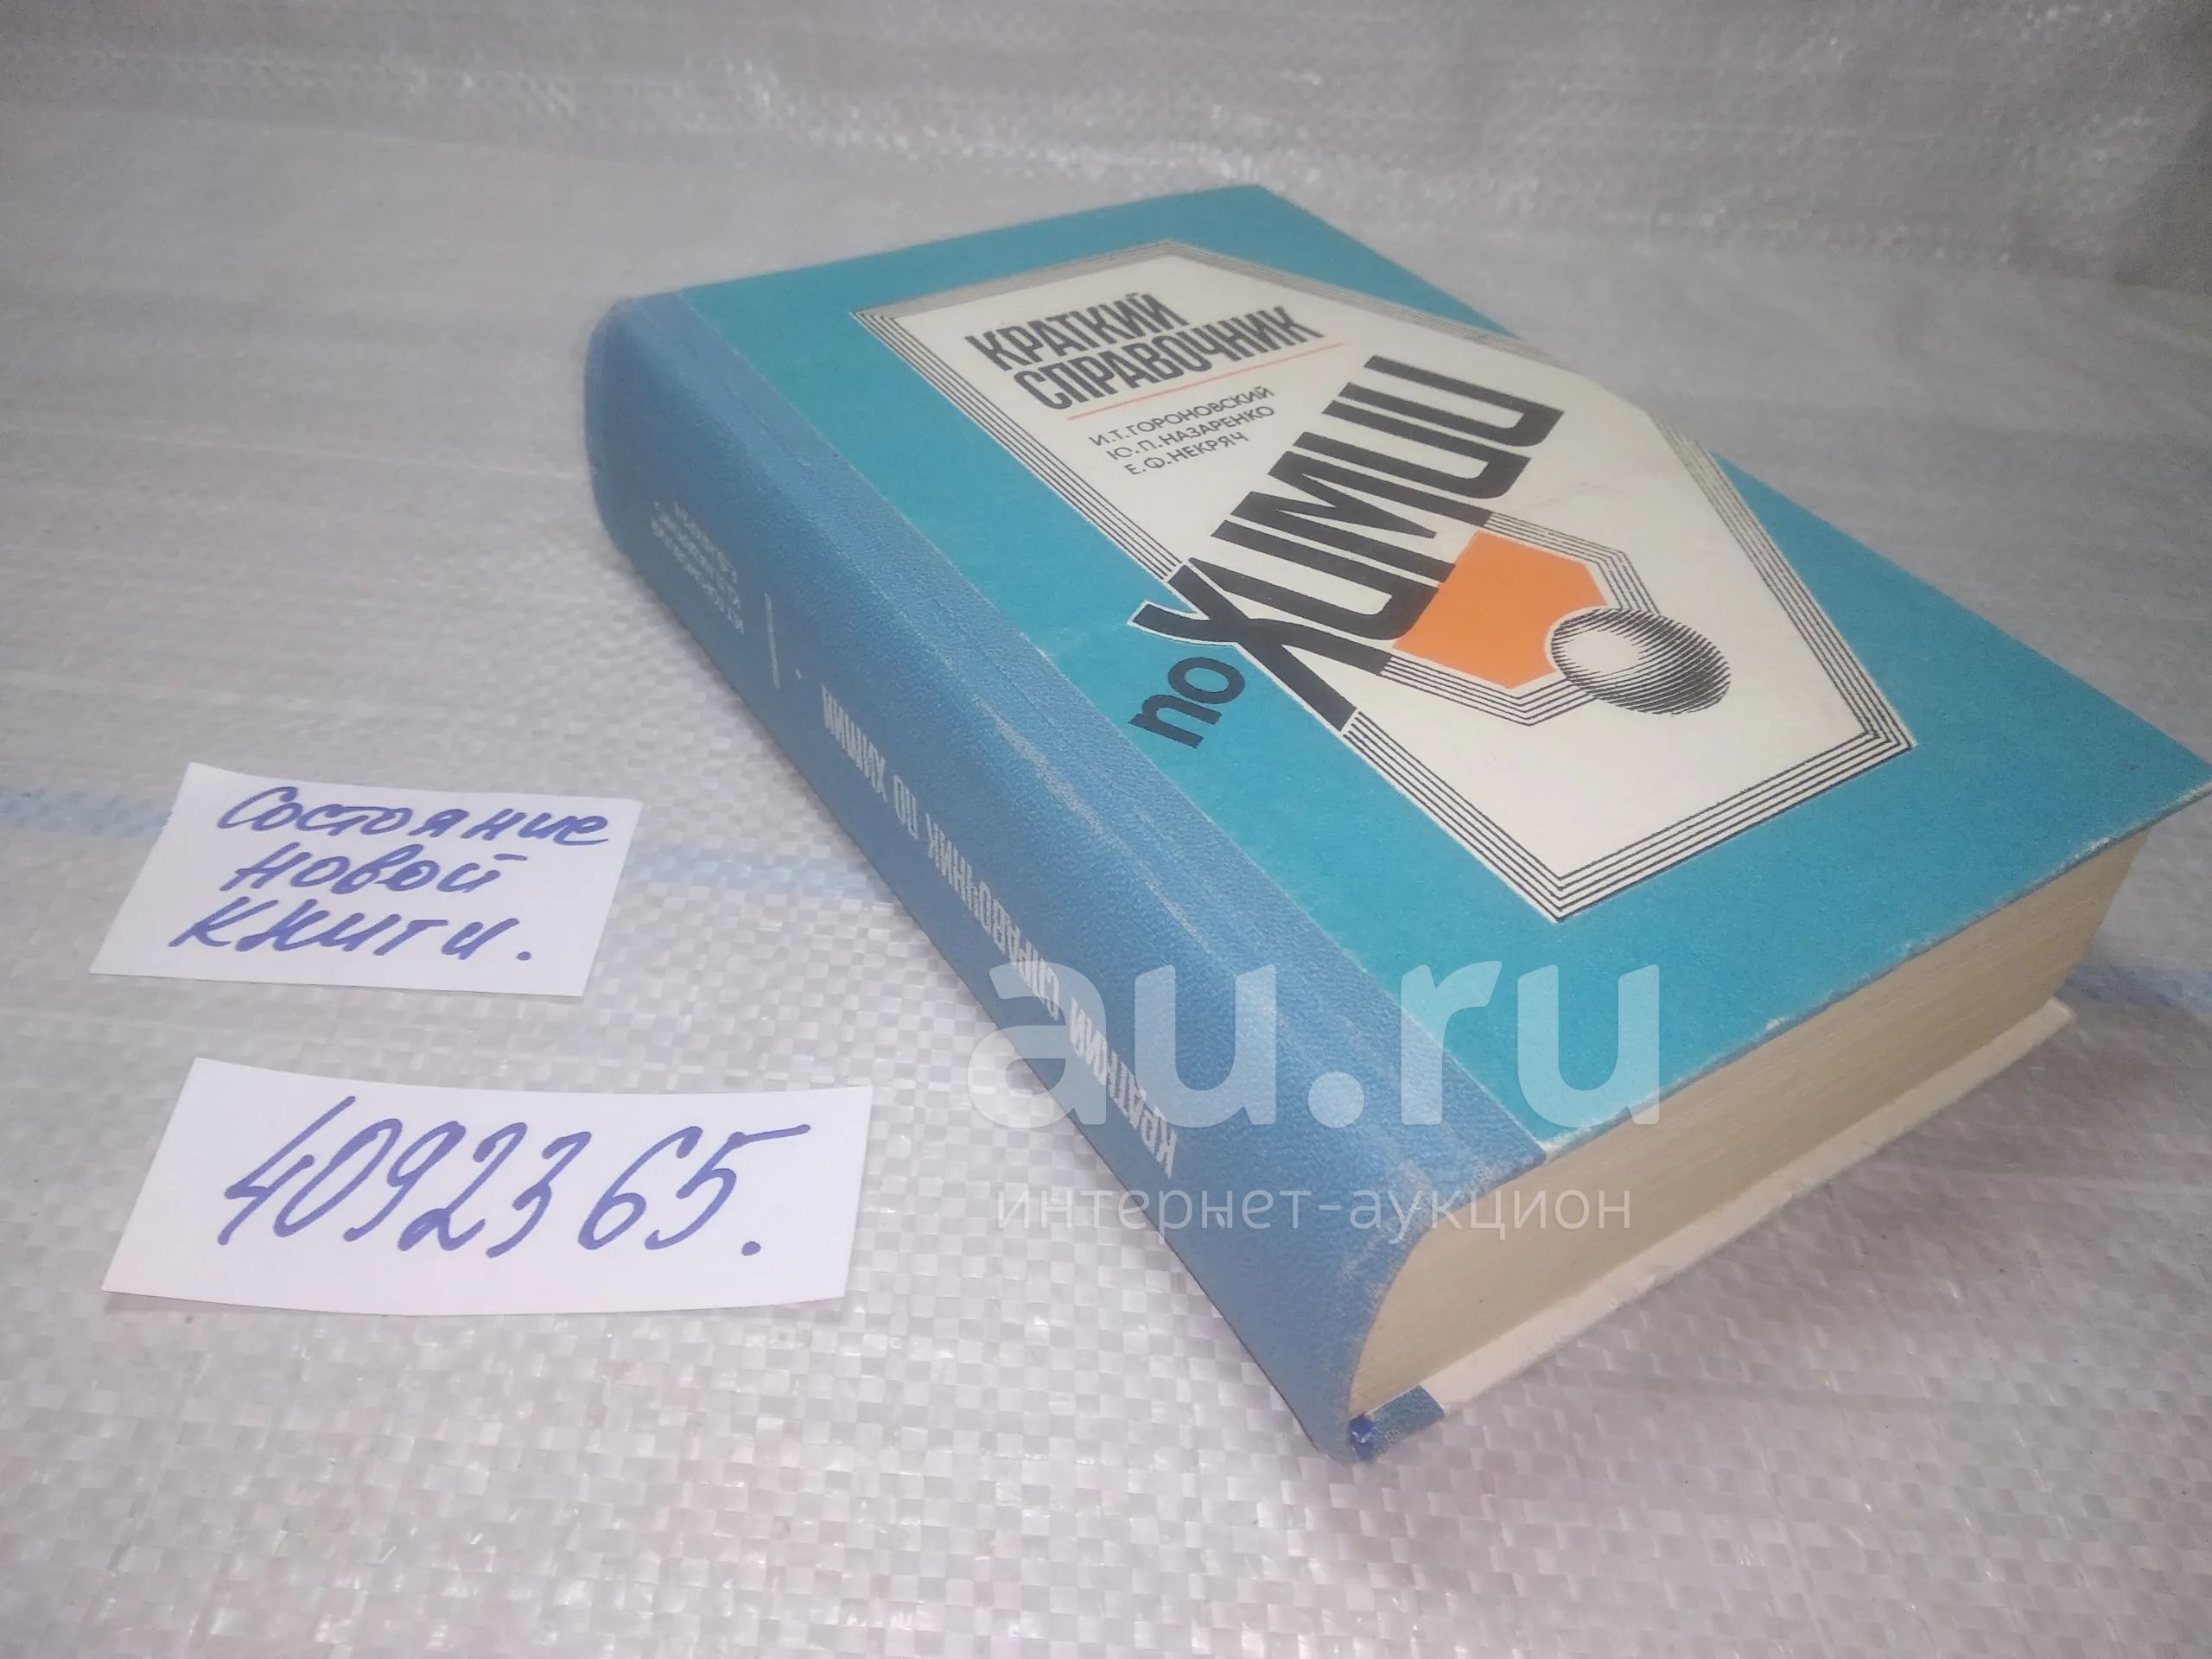 КРАТКИЙ
СПРАВОЧНИК
И.Т. ГОРОНОВСКИЙ
Ю.П. НАЗАРЕНКО
Е.Ф. НЕКРЯЧ
по ХИМИИ
КРАТКИЙ СПРАВОЧНИК ПО ХИМИИ
Состояние
новой
книги.
4092365.
au.ru
интернет-аукцион